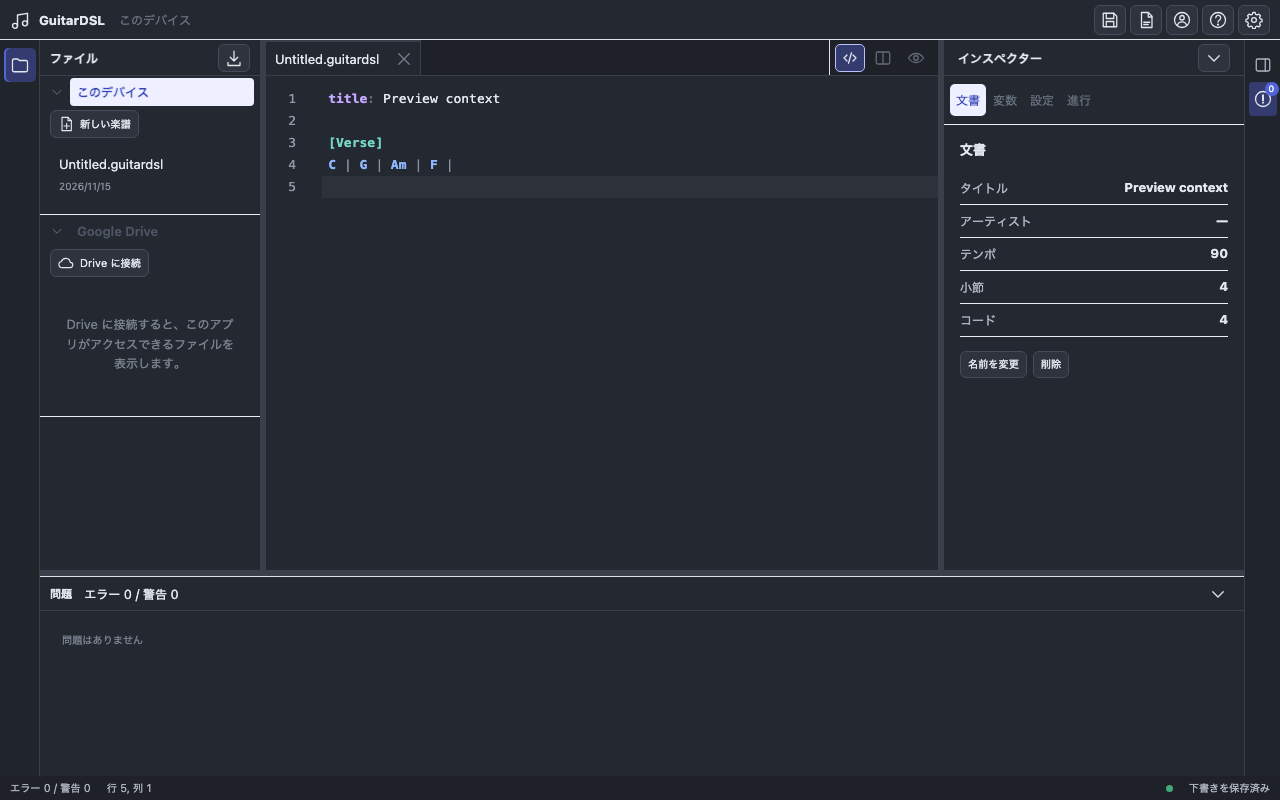 GuitarDSL このデバイス
ファイル
このデバイス
新しい楽譜
Untitled.guitardsl
2026/11/15
Google Drive
Drive に接続
Drive に接続すると、このアプ
リがアクセスできるファイルを
表示します。
Untitled.guitardsl
1 title: Preview context
2
3 [Verse]
4 C | G | Am | F |
5
インスペクター
文書 変数 設定 進行
文書
タイトル Preview context
アーティスト —
テンポ 90
小節 4
コード 4
名前を変更 削除
0
問題 エラー 0 / 警告 0
問題はありません
エラー 0 / 警告 0 行 5, 列 1
下書きを保存済み